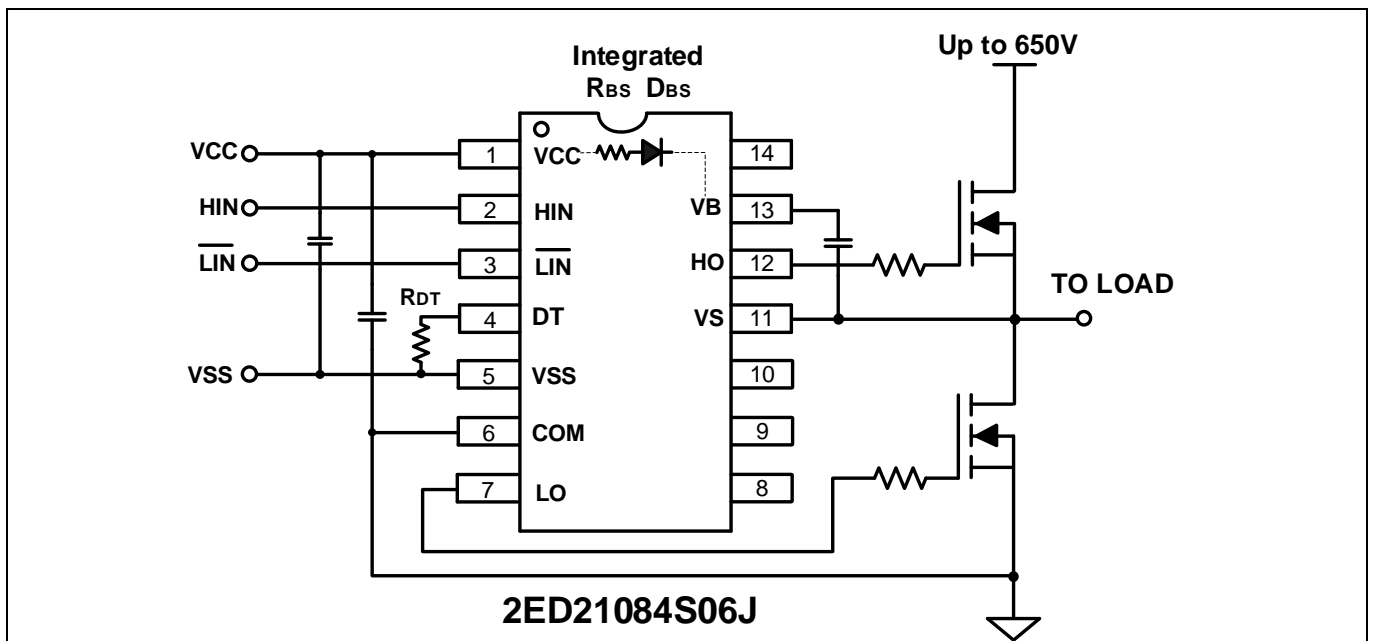 Up to 650V
Integrated
RBS DBS
VCC
1
VCC
14
HIN
2
HIN
VB
13
LIN
3
LIN
HO
12
TO LOAD
RDT
4
DT
VS
11
VSS
5
VSS
10
6
COM
9
7
LO
8
2ED21084S06J